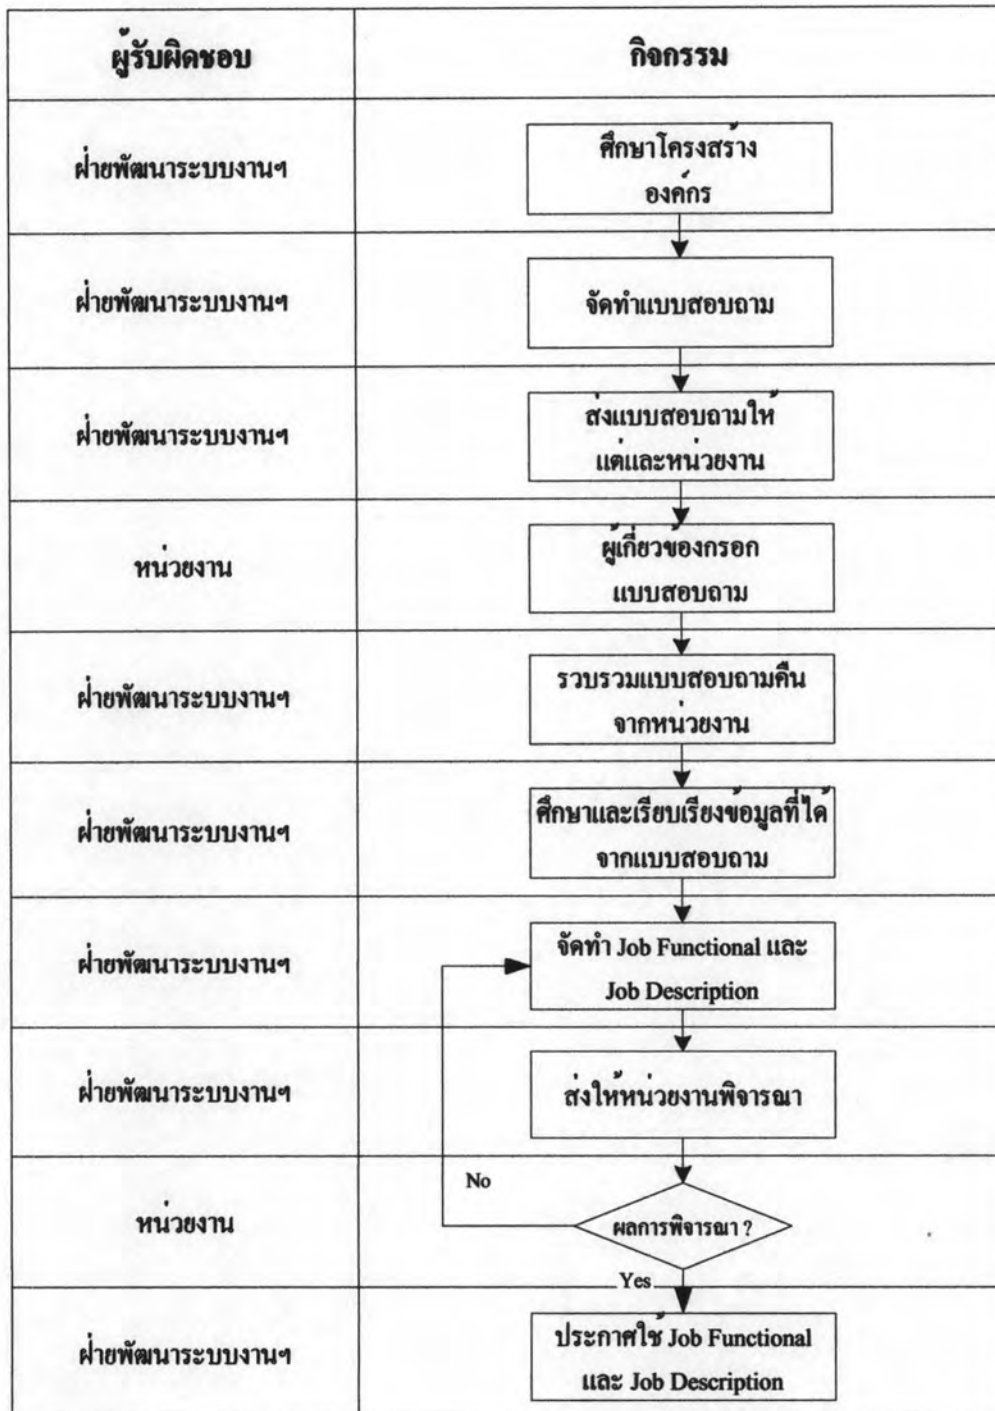 ผู้รับผิดชอบ
กิจกรรม
ฝ่ายพัฒนาระบบงานฯ
ศึกษาโครงสร้าง
องค์กร
ฝ่ายพัฒนาระบบงานฯ
จัดทำแบบสอบถาม
ฝ่ายพัฒนาระบบงานฯ
ส่งแบบสอบถามให้
แต่ละหน่วยงาน
หน่วยงาน
ผู้เกี่ยวข้องกรอก
แบบสอบถาม
ฝ่ายพัฒนาระบบงานฯ
รวบรวมแบบสอบถามคืน
จากหน่วยงาน
ฝ่ายพัฒนาระบบงานฯ
ศึกษาและเรียบเรียงข้อมูลที่ได้
จากแบบสอบถาม
ฝ่ายพัฒนาระบบงานฯ
จัดทำ Job Functional และ
Job Description
ฝ่ายพัฒนาระบบงานฯ
ส่งให้หน่วยงานพิจารณา
No
หน่วยงาน
ผลการพิจารณา ?
Yes
ฝ่ายพัฒนาระบบงานฯ
ประกาศใช้ Job Functional
และ Job Description